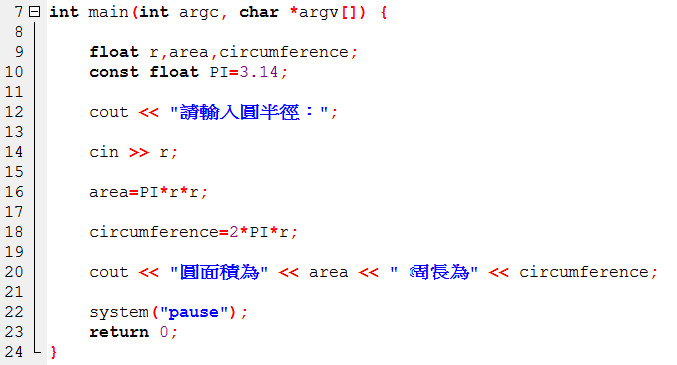 7 int main(int argc, char *argv[]) {
8
9 float r,area,circumference;
10 const float PI=3.14;
11
12 cout << "請輸入圓半徑：";
13
14 cin >> r;
15
16 area=PI*r*r;
17
18 circumference=2*PI*r;
19
20 cout << "圓面積為" << area << " 周長為" << circumference;
21
22 system("pause");
23 return 0;
24 }